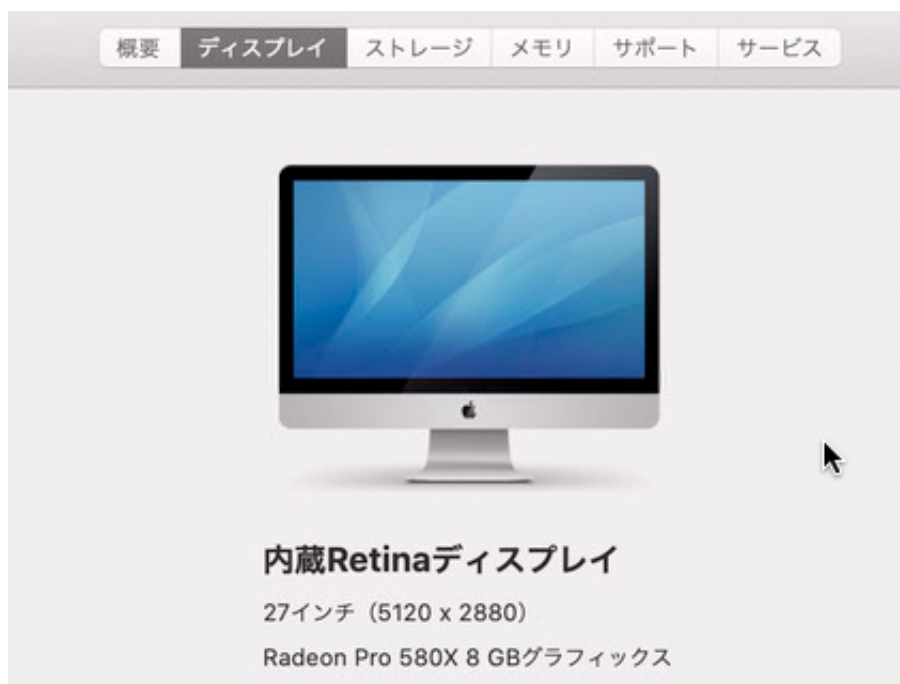 概要 ディスプレイ ストレージ メモリ サポート サービス
内蔵Retinaディスプレイ
27インチ（5120 x 2880）
Radeon Pro 580X 8 GBグラフィックス